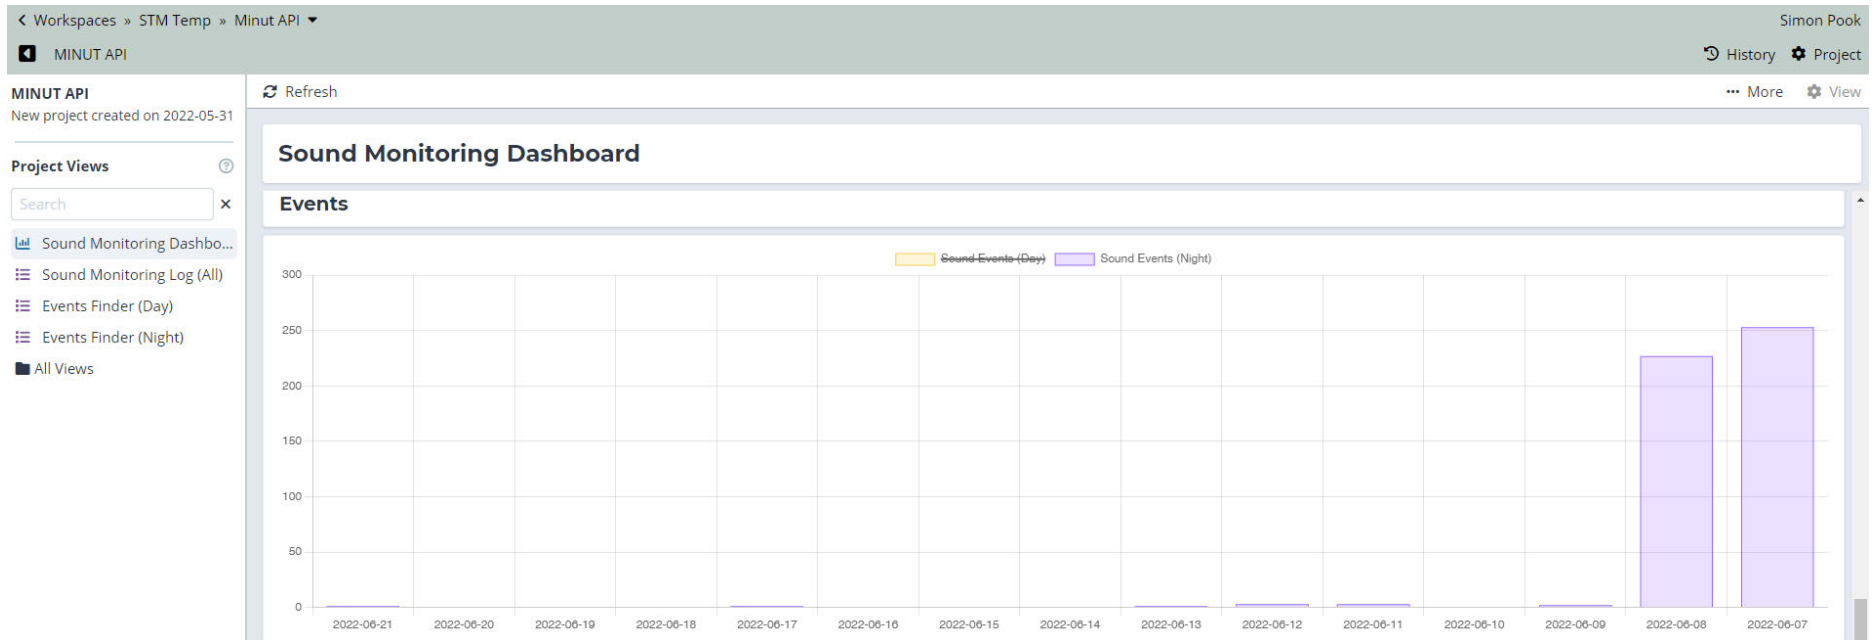 Workspaces » STM Temp » Minut API
Simon Pook
MINUT API
History
Project
MINUT API
New project created on 2022-05-31
Project Views
Search
Sound Monitoring Dashbo...
Sound Monitoring Log (All)
Events Finder (Day)
Events Finder (Night)
All Views
Refresh
More
View
Sound Monitoring Dashboard
Events
Sound Events (Day)
Sound Events (Night)
300
250
200
150
100
50
0
2022-06-21
2022-06-20
2022-06-19
2022-06-18
2022-06-17
2022-06-16
2022-06-15
2022-06-14
2022-06-13
2022-06-12
2022-06-11
2022-06-10
2022-06-09
2022-06-08
2022-06-07